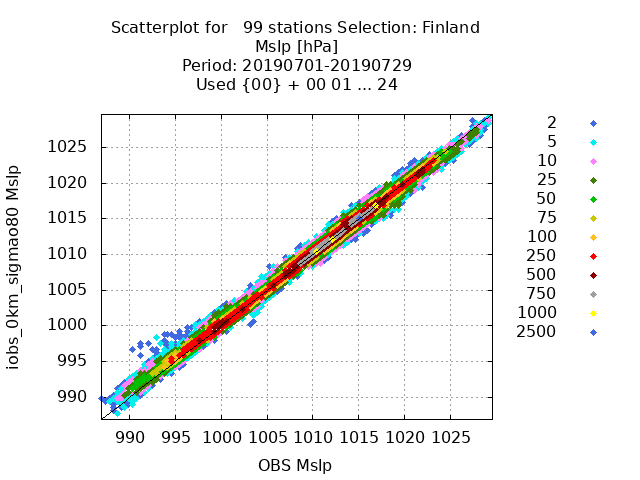 Scatterplot for   99 stations Selection: Finland
Mslp [hPa]
Period: 20190701-20190729
Used {00} + 00 01 ... 24
iobs_0km_sigmao80 Mslp
1025
1020
1015
1010
1005
1000
995
990
990 995 1000 1005 1010 1015 1020 1025
OBS Mslp
2
5
10
25
50
75
100
250
500
750
1000
2500